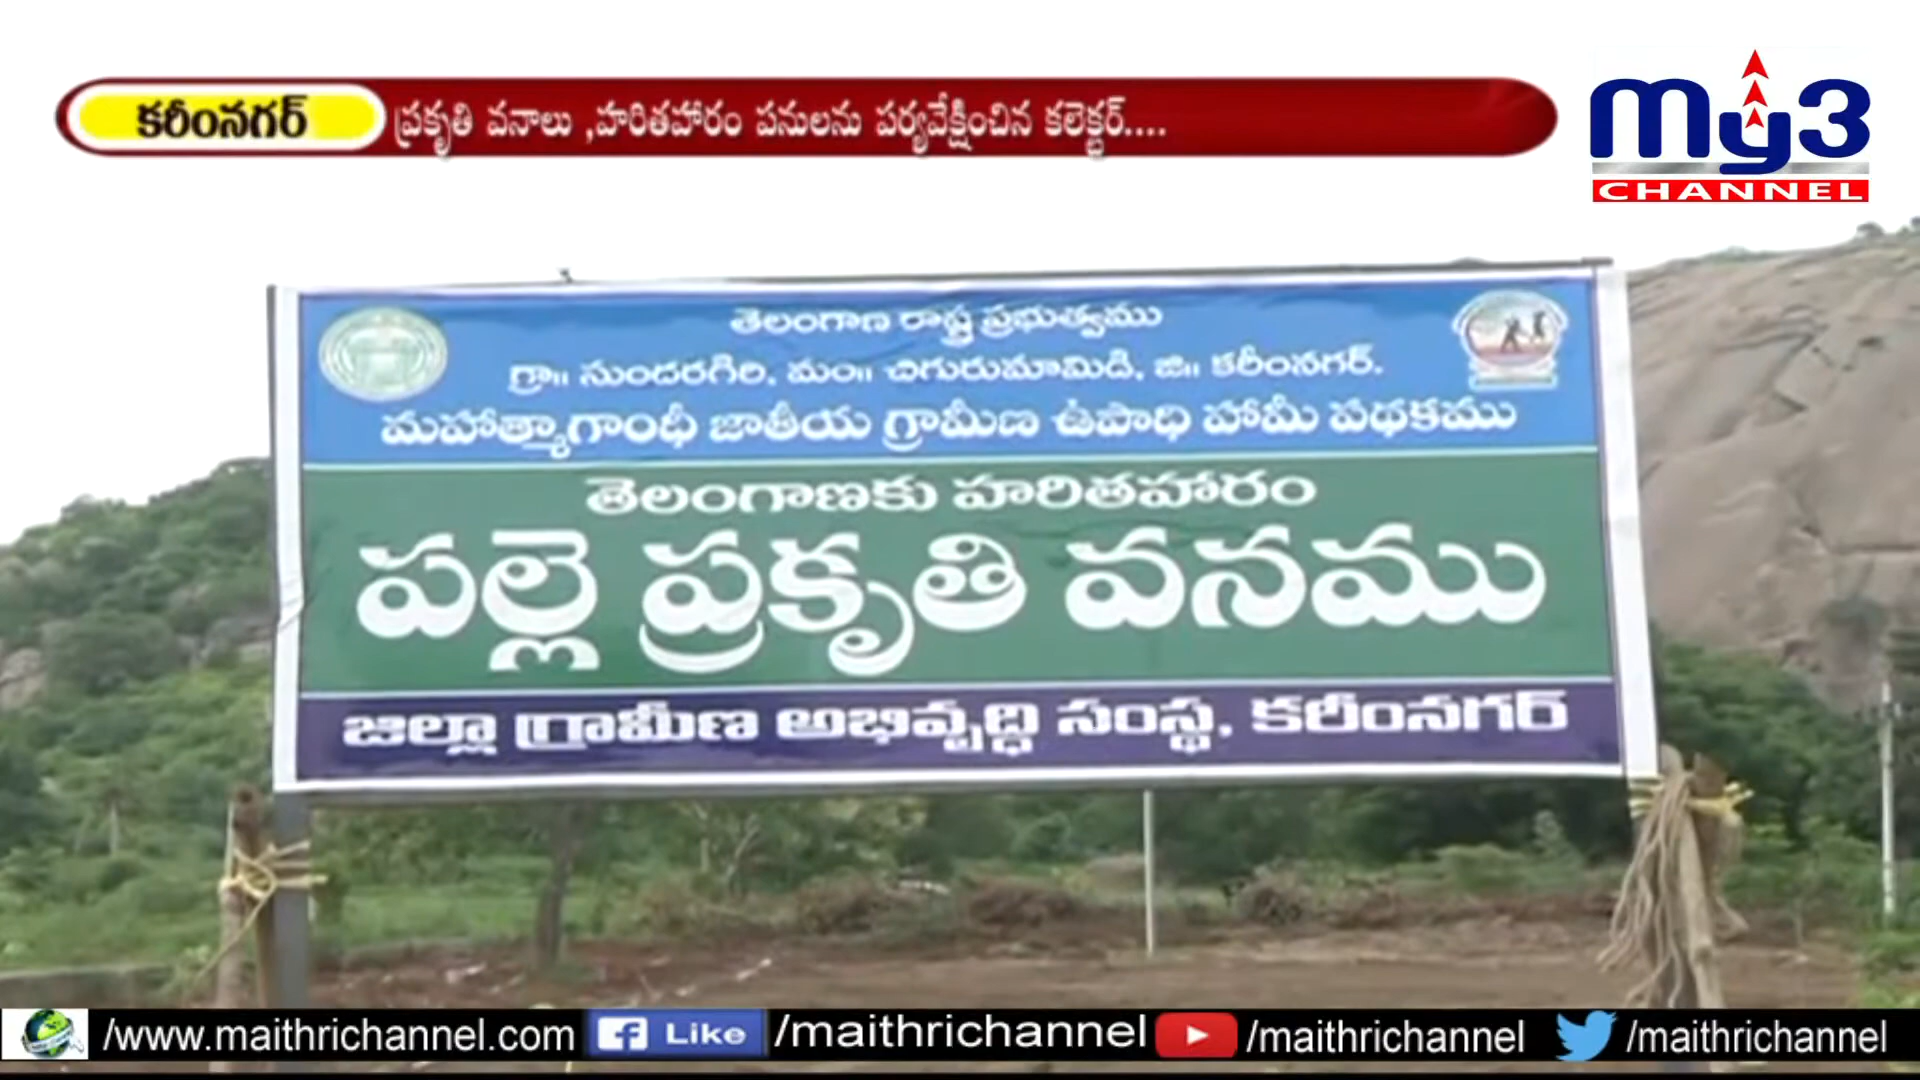 కరీంనగర్ ప్రకృతి వనాలు ,హరితహారం పనులను పర్యవేక్షించిన కలెక్టర్....
my3
CHANNEL
తెలంగాణ రాష్ట్ర ప్రభుత్వము
గ్రా॥ సుందరగిరి, మం॥ చిగురుమామిడి, జి॥ కరీంనగర్.
మహాత్మాగాంధీ జాతీయ గ్రామీణ ఉపాధి హామీ పథకము
తెలంగాణకు హరితహారం
పల్లె ప్రకృతి వనము
జిల్లా గ్రామీణ అభివృద్ధి సంస్థ, కరీంనగర్
/www.maithrichannel.com Like /maithrichannel /maithrichannel /maithrichannel